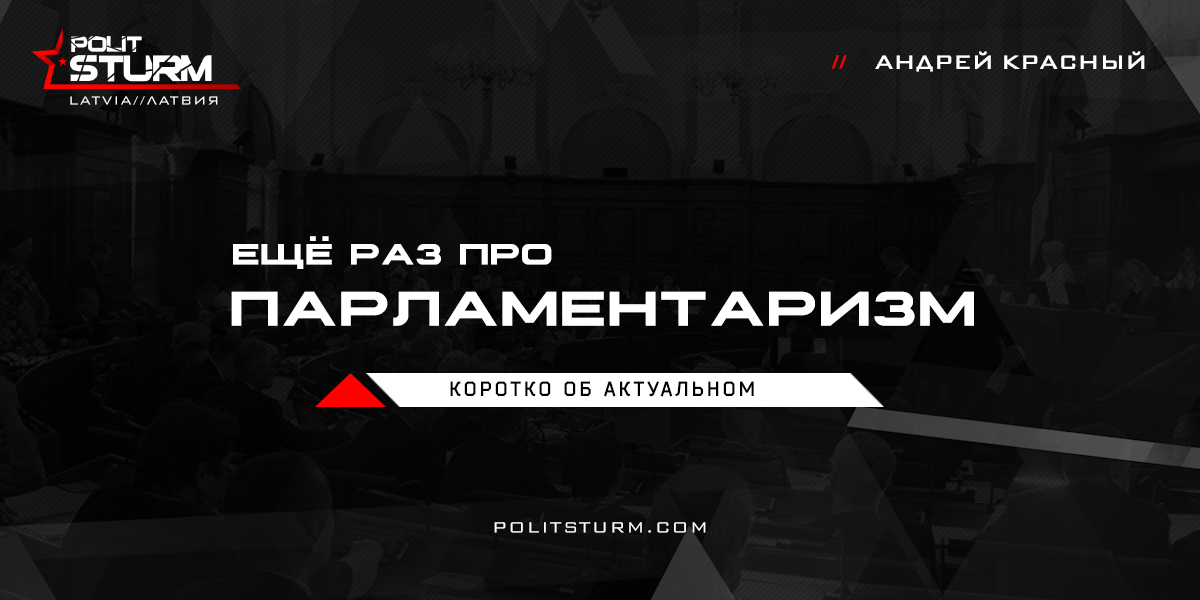 POLIT
STURM
LATVIA//ЛАТВИЯ
// АНДРЕЙ КРАСНЫЙ
ЕЩЁ РАЗ ПРО
ПАРЛАМЕНТАРИЗМ
КОРОТКО ОБ АКТУАЛЬНОМ
POLITSTURM.COM